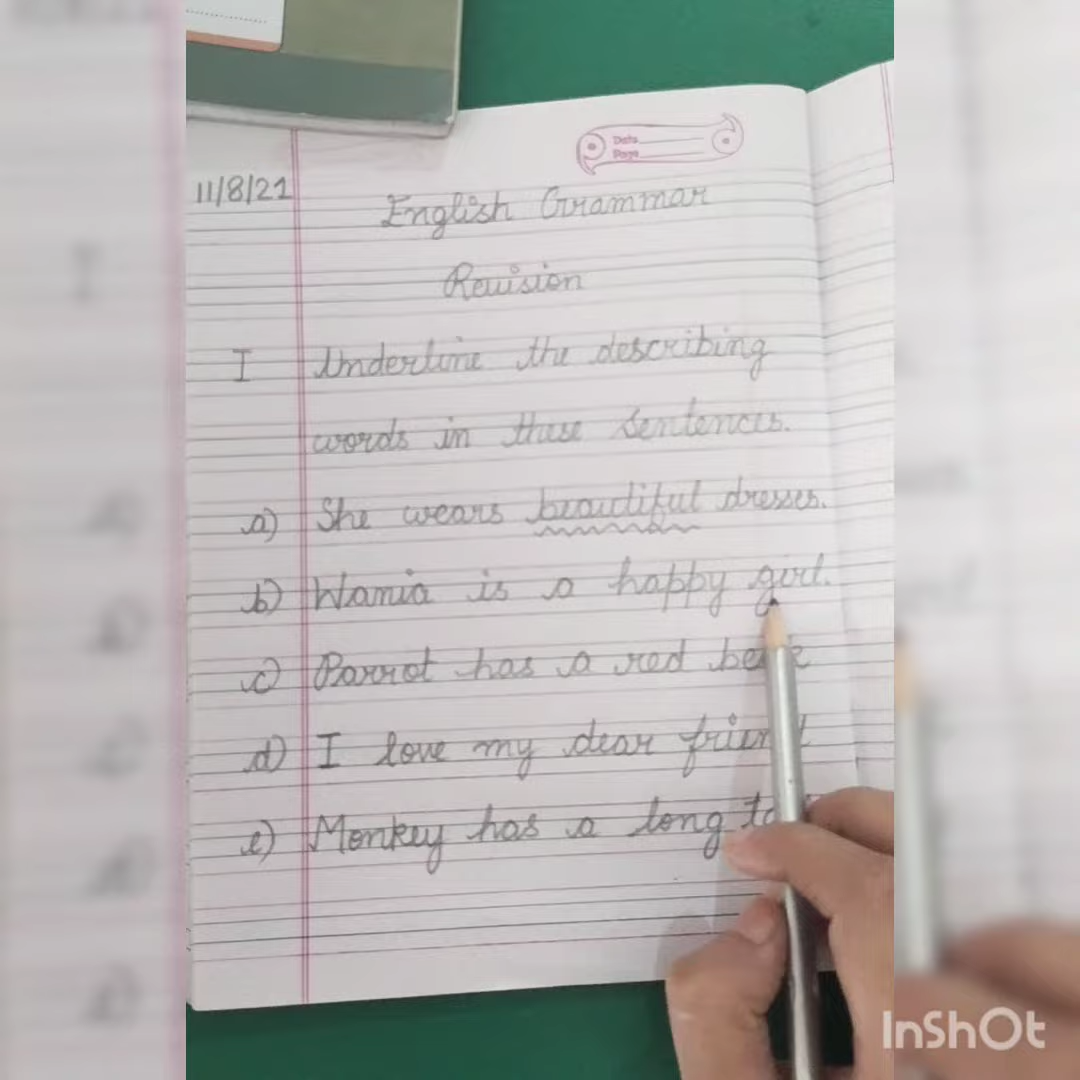 Date
Page
11/8/21
English Grammar
Revision
I Underline the describing
words in these sentences.
a) She wears beautiful dresses.
b) Wania is a happy girl.
c) Parrot has a red
d) I love my dear
e) Monkey has a long
InShOt